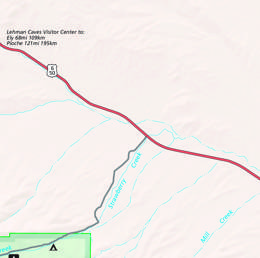 Lehman Caves Visitor Center to:
Ely 68mi 109km
Pioche 121mi 195km
6
50
Strawberry Creek
Mill Creek